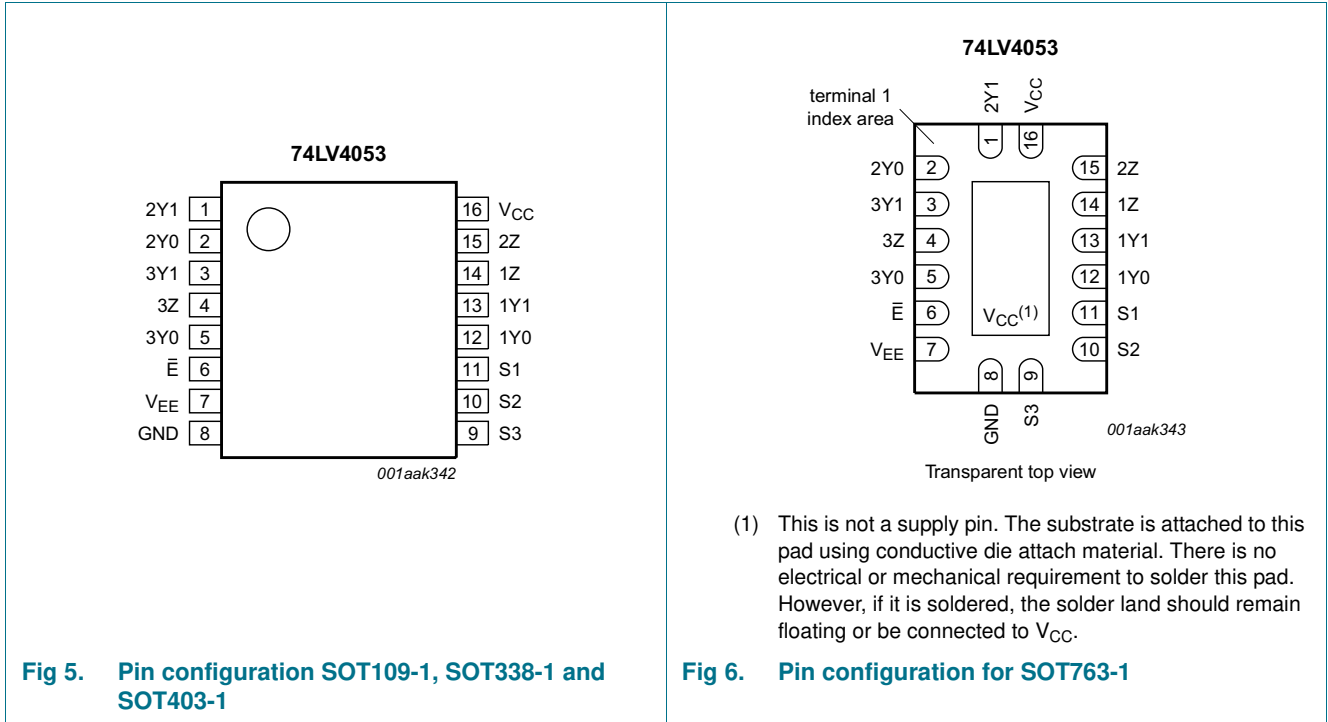 74LV4053
2Y1 1
2Y0 2
3Y1 3
3Z 4
3Y0 5
E̅ 6
VEE 7
GND 8
16 VCC
15 2Z
14 1Z
13 1Y1
12 1Y0
11 S1
10 S2
9 S3
001aak342
Fig 5. Pin configuration SOT109-1, SOT338-1 and
SOT403-1
74LV4053
terminal 1
index area
2Y1
VCC
1
16
2Y0 2
3Y1 3
3Z 4
3Y0 5
E̅ 6
VEE 7
15 2Z
14 1Z
13 1Y1
12 1Y0
11 S1
10 S2
VCC(1)
8
9
GND
S3
001aak343
Transparent top view
(1) This is not a supply pin. The substrate is attached to this
pad using conductive die attach material. There is no
electrical or mechanical requirement to solder this pad.
However, if it is soldered, the solder land should remain
floating or be connected to VCC.
Fig 6. Pin configuration for SOT763-1